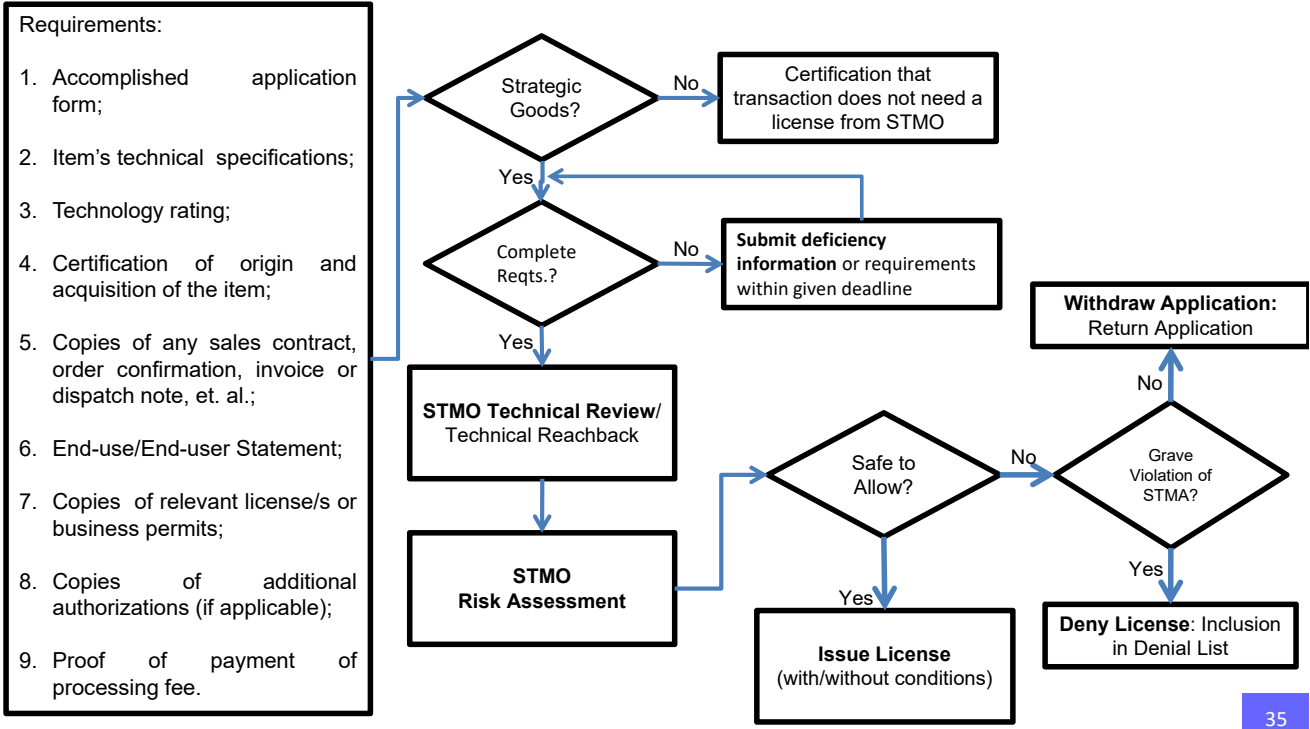 Requirements:
1. Accomplished application
form;
2. Item's technical specifications;
3. Technology rating;
4. Certification of origin and
acquisition of the item;
5. Copies of any sales contract,
order confirmation, invoice or
dispatch note, et. al.;
6. End-use/End-user Statement;
7. Copies of relevant license/s or
business permits;
8. Copies of additional
authorizations (if applicable);
9. Proof of payment of
processing fee.
Strategic
Goods?
No
Certification that
transaction does not need a
license from STMO
Yes
Complete
Reqts.?
No
Submit deficiency
information or requirements
within given deadline
Yes
STMO Technical Review/
Technical Reachback
STMO
Risk Assessment
Safe to
Allow?
Yes
Issue License
(with/without conditions)
No
Grave
Violation of
STMA?
No
Withdraw Application:
Return Application
Yes
Deny License: Inclusion
in Denial List
35